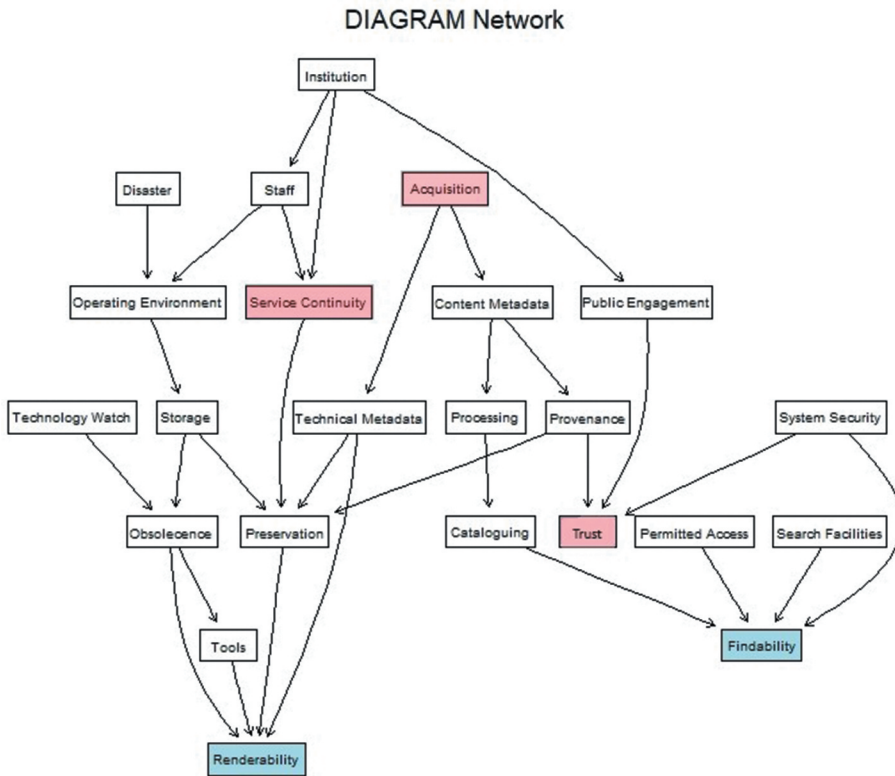 DIAGRAM Network
Institution
Disaster
Staff
Acquisition
Operating Environment
Service Continuity
Content Metadata
Public Engagement
Technology Watch
Storage
Technical Metadata
Processing
Provenance
System Security
Obsolecence
Preservation
Cataloguing
Trust
Permitted Access
Search Facilities
Tools
Findability
Renderability